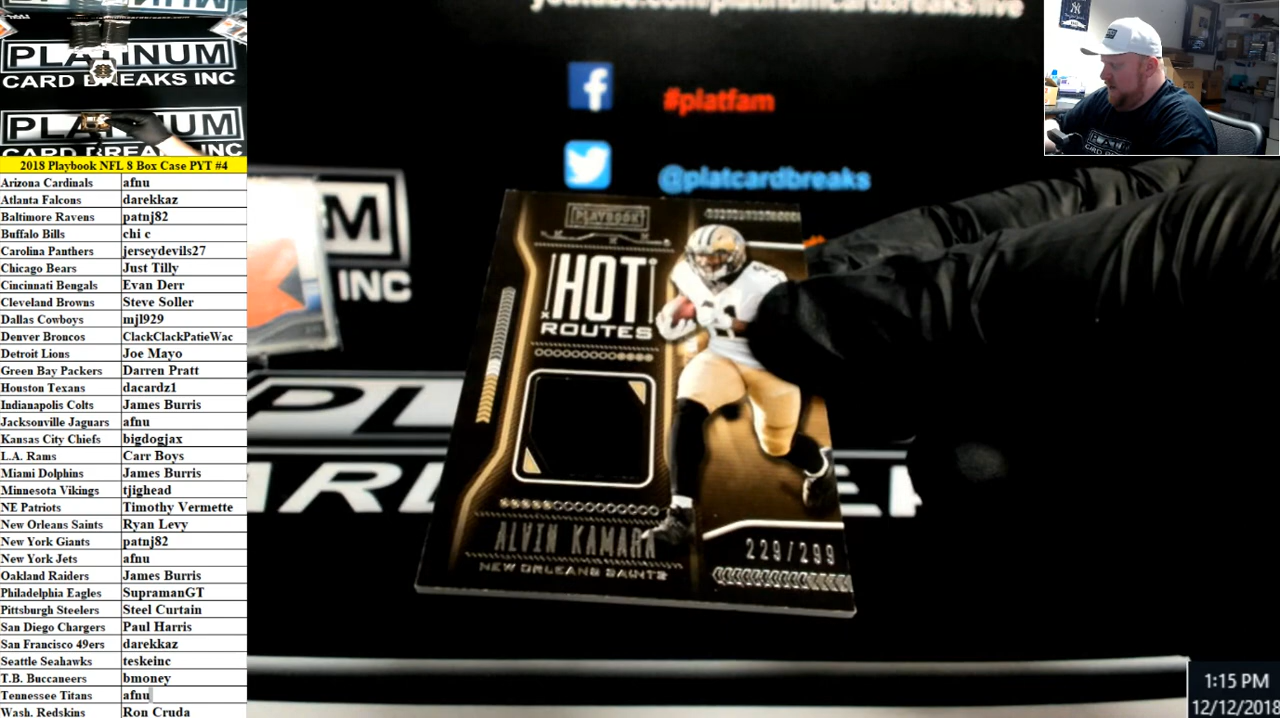 PLATINUM
CARD BREAKS INC
PLATINUM
2018 Playbook NFL 8 Box Case PYT #4
Arizona Cardinals afnu
Atlanta Falcons darekkaz
Baltimore Ravens patnj82
Buffalo Bills chi c
Carolina Panthers jerseydevils27
Chicago Bears Just Tilly
Cincinnati Bengals Evan Derr
Cleveland Browns Steve Soller
Dallas Cowboys mjl929
Denver Broncos ClackClackPatieWac
Detroit Lions Joe Mayo
Green Bay Packers Darren Pratt
Houston Texans dacardz1
Indianapolis Colts James Burris
Jacksonville Jaguars afnu
Kansas City Chiefs bigdogjax
L.A. Rams Carr Boys
Miami Dolphins James Burris
Minnesota Vikings tjighead
NE Patriots Timothy Vermette
New Orleans Saints Ryan Levy
New York Giants patnj82
New York Jets afnu
Oakland Raiders James Burris
Philadelphia Eagles SupramanGT
Pittsburgh Steelers Steel Curtain
San Diego Chargers Paul Harris
San Francisco 49ers darekkaz
Seattle Seahawks teskeinc
T.B. Buccaneers bmoney
Tennessee Titans afnu
Wash. Redskins Ron Cruda
youtube.com/platinumcardbreaks/live
f #platfam
@platcardbreaks
M
INC
PL
ARD
PLAYBOOK
HOT
ROUTES
ALVIN KAMARA
NEW ORLEANS SAINTS
229/299
1:15 PM
12/12/2018